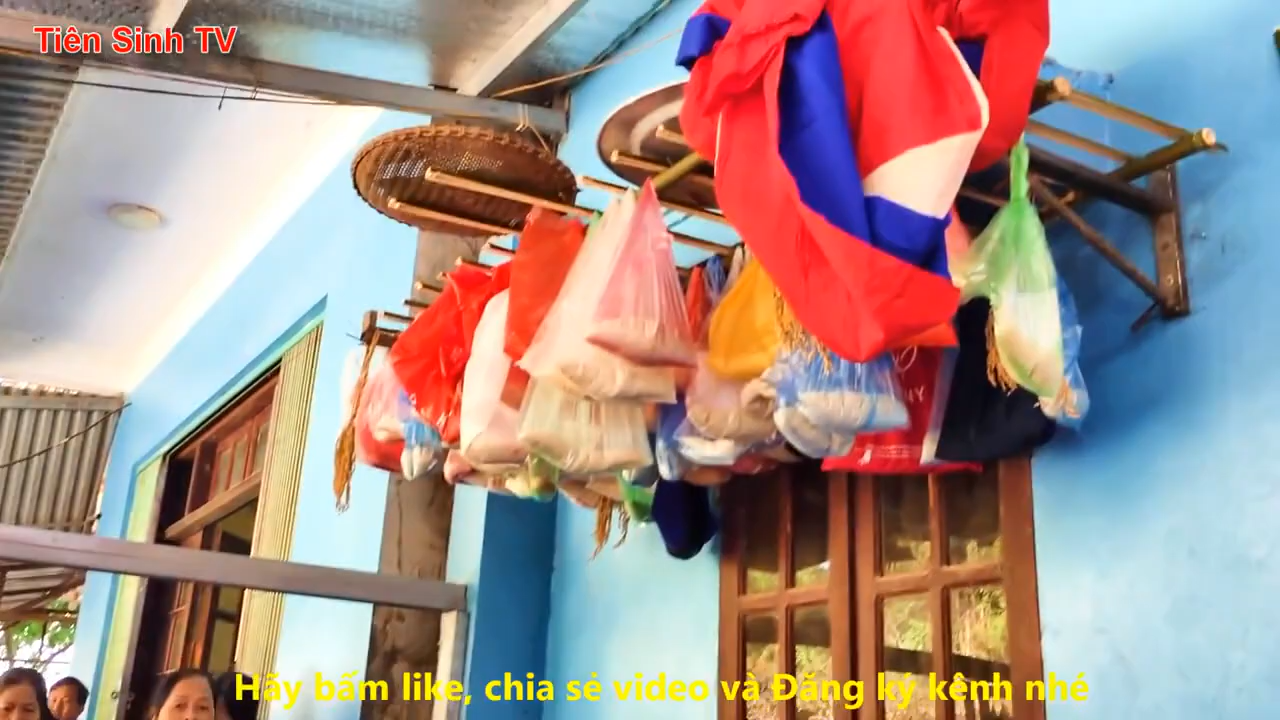 Tiên Sinh TV
Hãy bấm like, chia sẻ video và Đăng ký kênh nhé